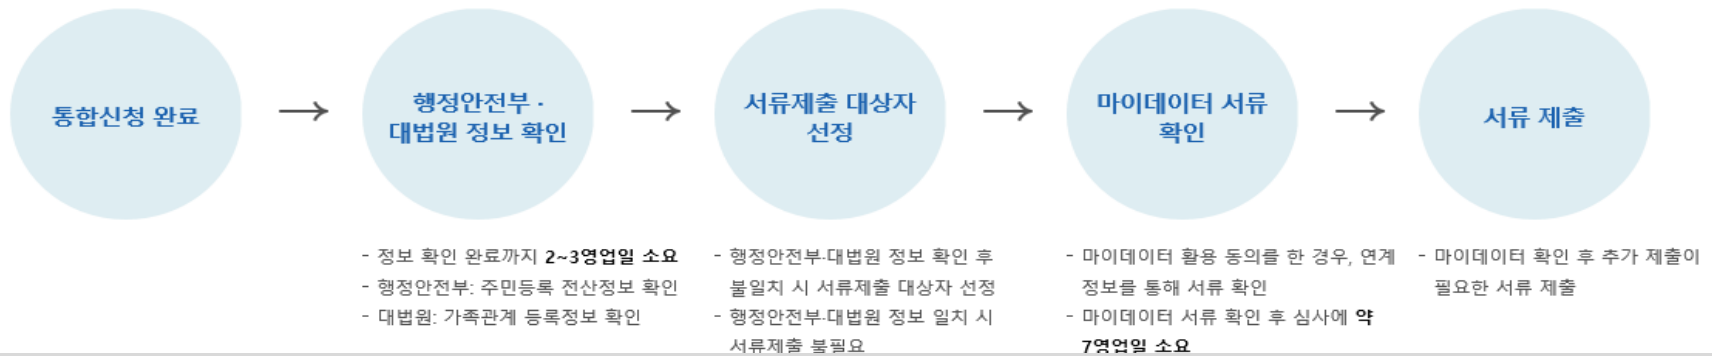 통합신청 완료
→
행정안전부 ·
대법원 정보 확인
- 정보 확인 완료까지 2~3영업일 소요
- 행정안전부: 주민등록 전산정보 확인
- 대법원: 가족관계 등록정보 확인
→
서류제출 대상자
선정
- 행정안전부·대법원 정보 확인 후
불일치 시 서류제출 대상자 선정
- 행정안전부·대법원 정보 일치 시
서류제출 불필요
→
마이데이터 서류
확인
- 마이데이터 활용 동의를 한 경우, 연계
정보를 통해 서류 확인
- 마이데이터 서류 확인 후 심사에 약
7영업일 소요
→
서류 제출
- 마이데이터 확인 후 추가 제출이
필요한 서류 제출